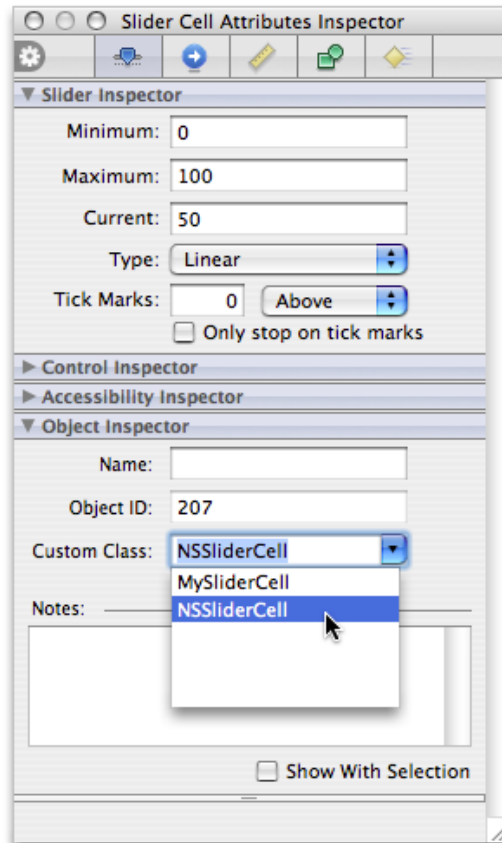 Slider Cell Attributes Inspector
Slider Inspector
Minimum: 0
Maximum: 100
Current: 50
Type: Linear
Tick Marks: 0 Above
Only stop on tick marks
Control Inspector
Accessibility Inspector
Object Inspector
Name:
Object ID: 207
Custom Class: NSSliderCell
MySliderCell
Notes:
NSSliderCell
Show With Selection